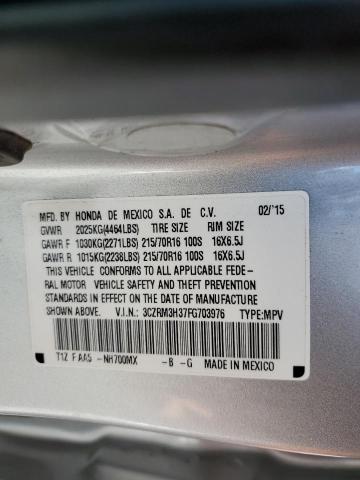 MFD. BY HONDA DE MEXICO S.A. DE C.V. 02/'15
GVWR 2025KG(4464LBS) TIRE SIZE RIM SIZE
GAWR F 1030KG(2271LBS) 215/70R16 100S 16X6.5J
GAWR R 1015KG(2238LBS) 215/70R16 100S 16X6.5J
THIS VEHICLE CONFORMS TO ALL APPLICABLE FEDE-
RAL MOTOR VEHICLE SAFETY AND THEFT PREVENTION
STANDARDS IN EFFECT ON THE DATE OF MANUFACTURE
SHOWN ABOVE. V.I.N.: 3CZRM3H37FG703976 TYPE:MPV
T1Z F AA5 -NH700MX -B -G MADE IN MEXICO